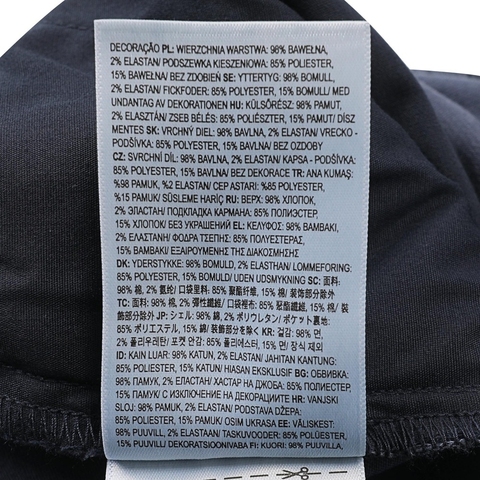 DECORAÇÃO PL: WIERZCHNIA WARSTWA: 98% BAWEŁNA,
2% ELASTAN/ PODSZEWKA KIESZENIOWA: 85% POLIESTER,
15% BAWEŁNA/ BEZ ZDOBIEŃ SE: YTTERTYG: 98% BOMULL,
2% ELASTAN/ FICKFODER: 85% POLYESTER, 15% BOMULL/ MED
UNDANTAG AV DEKORATIONEN HU: KÜLSŐRÉSZ: 98% PAMUT,
2% ELASZTÁN/ ZSEB BÉLÉS: 85% POLIÉSZTER, 15% PAMUT/ DÍSZ
MENTES SK: VRCHNÝ DIEL: 98% BAVLNA, 2% ELASTAN/ VRECKO -
PODŠÍVKA: 85% POLYESTER, 15% BAVLNA/ BEZ OZDOBY
CZ: SVRCHNÍ DÍL: 98% BAVLNA, 2% ELASTAN/ KAPSA - PODŠÍVKA:
85% POLYESTER, 15% BAVLNA/ BEZ DEKORACE TR: ANA KUMAŞ:
%98 PAMUK, %2 ELASTAN/ CEP ASTARI: %85 POLYESTER,
%15 PAMUK/ SÜSLEME HARİÇ RU: ВЕРХ: 98% ХЛОПОК,
2% ЭЛАСТАН/ ПОДКЛАДКА КАРМАНА: 85% ПОЛИЭСТЕР,
15% ХЛОПОК/ БЕЗ УКРАШЕНИЙ EL: ΚΕΛΥΦΟΣ: 98% ΒΑΜΒΑΚΙ,
2% ΕΛΑΣΤΑΝΗ/ ΦΟΔΡΑ ΤΣΕΠΗΣ: 85% ΠΟΛΥΕΣΤΕΡΑΣ,
15% ΒΑΜΒΑΚΙ/ ΕΞΑΙΡΟΥΜΕΝΗΣ ΤΗΣ ΔΙΑΚΟΣΜΗΣΗΣ
DK: YDERSTYKKE: 98% BOMULD, 2% ELASTHAN/ LOMMEFORING:
85% POLYESTER, 15% BOMULD/ UDEN UDSMYKNING SC: 面料:
98% 棉, 2% 氨纶/ 口袋里料: 85% 聚酯纤维, 15% 棉/ 装饰部分除外
TC: 面料: 98% 棉, 2% 彈性纖維/ 口袋裡布: 85% 聚酯纖維, 15% 棉/ 裝
飾部分除外 JP: シェル: 98% 綿, 2% ポリウレタン/ ポケット裏地:
85% ポリエステル, 15% 綿/ 装飾部分を除く KR: 겉감: 98% 면,
2% 폴리우레탄/ 포켓 안감: 85% 폴리에스터, 15% 면/ 장식 제외
ID: KAIN LUAR: 98% KATUN, 2% ELASTAN/ JAHITAN KANTUNG:
85% POLIESTER, 15% KATUN/ HIASAN EKSKLUSIF BG: ОБВИВКА:
98% ПАМУК, 2% ЕЛАСТАН/ ХАСТАР НА ДЖОБА: 85% ПОЛИЕСТЕР,
15% ПАМУК/ С ИЗКЛЮЧЕНИЕ НА ДЕКОРАЦИИТЕ HR: VANJSKI
SLOJ: 98% PAMUK, 2% ELASTAN/ PODSTAVA DŽEPA:
85% POLIESTER, 15% PAMUK/ OSIM UKRASA EE: VÄLISKEST:
98% PUUVILL, 2% ELASTAAN/ TASKUVOODER: 85% POLÜESTER,
15% PUUVILL/ DEKORATSIOONIVABA FI: KUORI: 98% PUUVILLA,